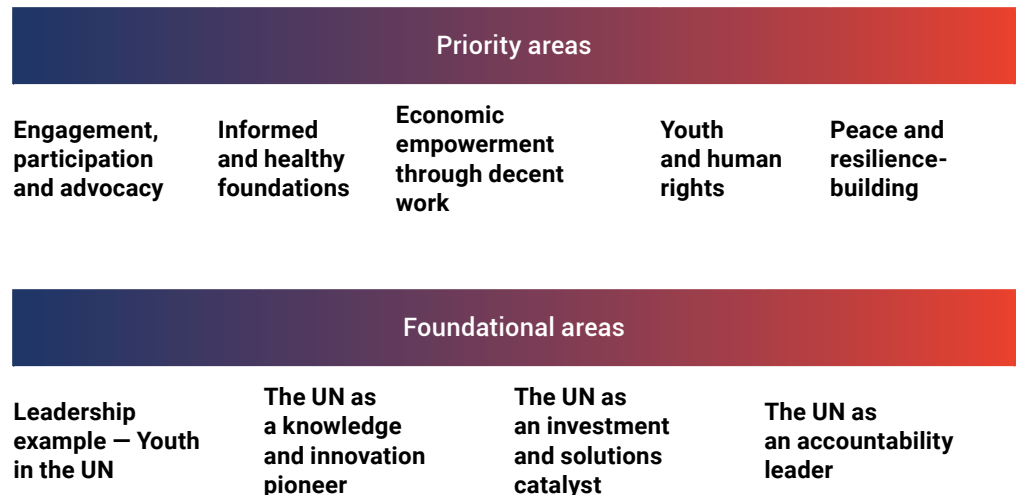 Priority areas
Engagement,
participation
and advocacy
Informed
and healthy
foundations
Economic
empowerment
through decent
work
Youth
and human
rights
Peace and
resilience-
building
Foundational areas
Leadership
example — Youth
in the UN
The UN as
a knowledge
and innovation
pioneer
The UN as
an investment
and solutions
catalyst
The UN as
an accountability
leader